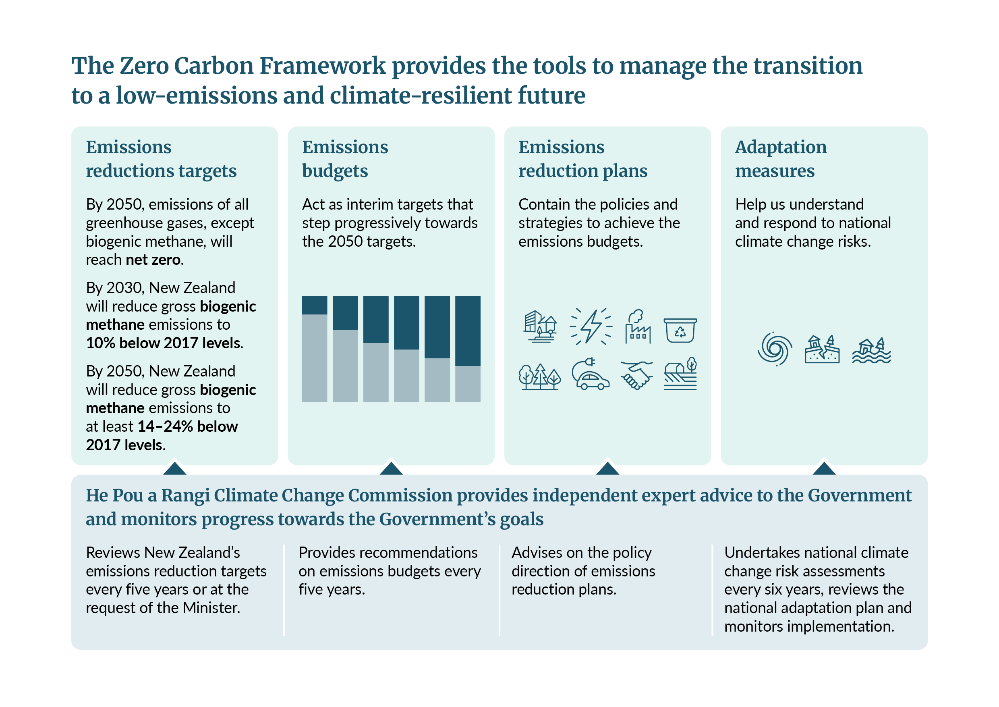 The Zero Carbon Framework provides the tools to manage the transition
to a low-emissions and climate-resilient future
Emissions
reductions targets
By 2050, emissions of all
greenhouse gases, except
biogenic methane, will
reach net zero.
By 2030, New Zealand
will reduce gross biogenic
methane emissions to
10% below 2017 levels.
By 2050, New Zealand
will reduce gross biogenic
methane emissions to
at least 14–24% below
2017 levels.
Emissions
budgets
Act as interim targets that
step progressively towards
the 2050 targets.
Emissions
reduction plans
Contain the policies and
strategies to achieve the
emissions budgets.
Adaptation
measures
Help us understand
and respond to national
climate change risks.
He Pou a Rangi Climate Change Commission provides independent expert advice to the Government
and monitors progress towards the Government’s goals
Reviews New Zealand’s
emissions reduction targets
every five years or at the
request of the Minister.
Provides recommendations
on emissions budgets every
five years.
Advises on the policy
direction of emissions
reduction plans.
Undertakes national climate
change risk assessments
every six years, reviews the
national adaptation plan and
monitors implementation.